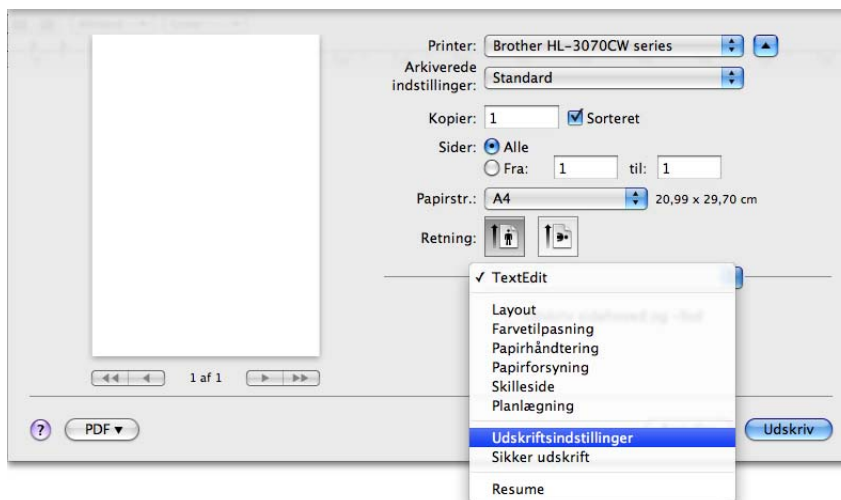 Printer: Brother HL-3070CW series
Arkiverede
indstillinger: Standard
Kopier: 1 Sorteret
Sider: Alle
Fra: 1 til: 1
Papirstr.: A4 20,99 x 29,70 cm
Retning:
✓ TextEdit
Layout
Farvetilpasning
Papirhåndtering
Papirforsyning
Skilleside
Planlægning
Udskriftsindstillinger
Sikker udskrift
Resume
1 af 1
? PDF ▼ Udskriv